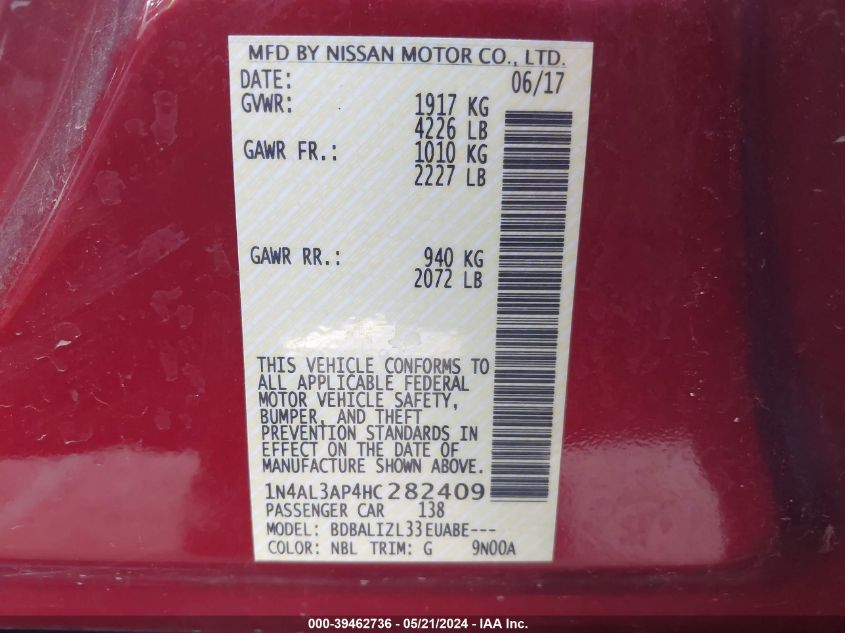 MFD BY NISSAN MOTOR CO., LTD.
DATE: 06/17
GVWR: 1917 KG
4226 LB
GAWR FR.: 1010 KG
2227 LB
GAWR RR.: 940 KG
2072 LB
THIS VEHICLE CONFORMS TO
ALL APPLICABLE FEDERAL
MOTOR VEHICLE SAFETY,
BUMPER, AND THEFT
PREVENTION STANDARDS IN
EFFECT ON THE DATE OF
MANUFACTURE SHOWN ABOVE.
1N4AL3AP4HC282409
PASSENGER CAR 138
MODEL: BDBALIZL33EUABE---
COLOR: NBL TRIM: G 9N00A
000-39462736 - 05/21/2024 - IAA Inc.